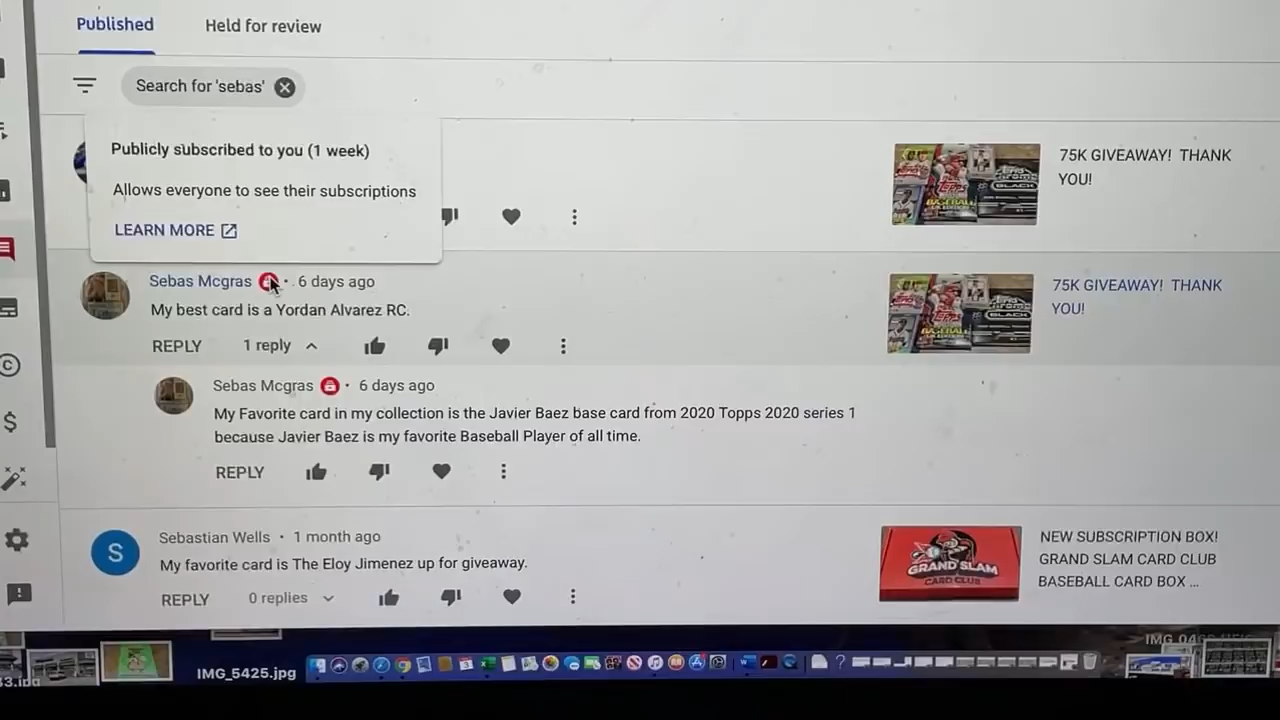 Published
Held for review
Search for 'sebas'
Publicly subscribed to you (1 week)
Allows everyone to see their subscriptions
LEARN MORE
75K GIVEAWAY! THANK
YOU!
Sebas Mcgras · 6 days ago
My best card is a Yordan Alvarez RC.
REPLY 1 reply
75K GIVEAWAY! THANK
YOU!
Sebas Mcgras · 6 days ago
My Favorite card in my collection is the Javier Baez base card from 2020 Topps 2020 series 1
because Javier Baez is my favorite Baseball Player of all time.
REPLY
S
Sebastian Wells · 1 month ago
My favorite card is The Eloy Jimenez up for giveaway.
REPLY 0 replies
GRAND SLAM
CARD CLUB
NEW SUBSCRIPTION BOX!
GRAND SLAM CARD CLUB
BASEBALL CARD BOX ...
IMG_5425.jpg